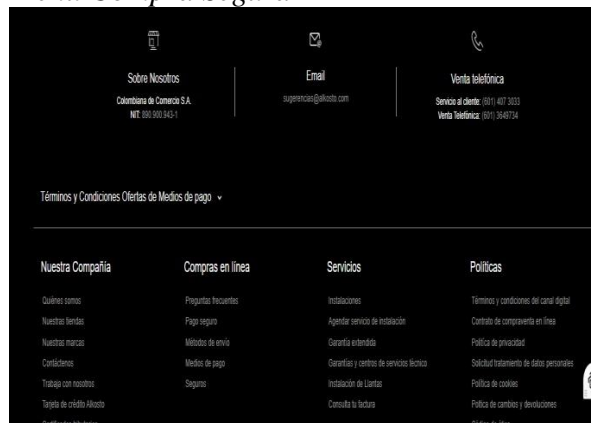 Sobre Nosotros
Colombiana de Comercio S.A.
NIT: 890.900.943-1
Email
sugerencias@alkosto.com
Venta telefónica
Servicio al cliente: (601) 407 3033
Venta Telefónica: (601) 3649734
Términos y Condiciones Ofertas de Medios de pago
Nuestra Compañía
Quiénes somos
Nuestras tiendas
Nuestras marcas
Contáctenos
Trabaja con nosotros
Tarjeta de crédito Alkosto
Compras en línea
Preguntas frecuentes
Pago seguro
Métodos de envío
Medios de pago
Seguros
Servicios
Instalaciones
Agendar servicio de instalación
Garantía extendida
Garantías y centros de servicios técnico
Instalación de Llantas
Consulta tu factura
Políticas
Términos y condiciones del canal digital
Contrato de compraventa en línea
Política de privacidad
Solicitud tratamiento de datos personales
Política de cookies
Política de cambios y devoluciones